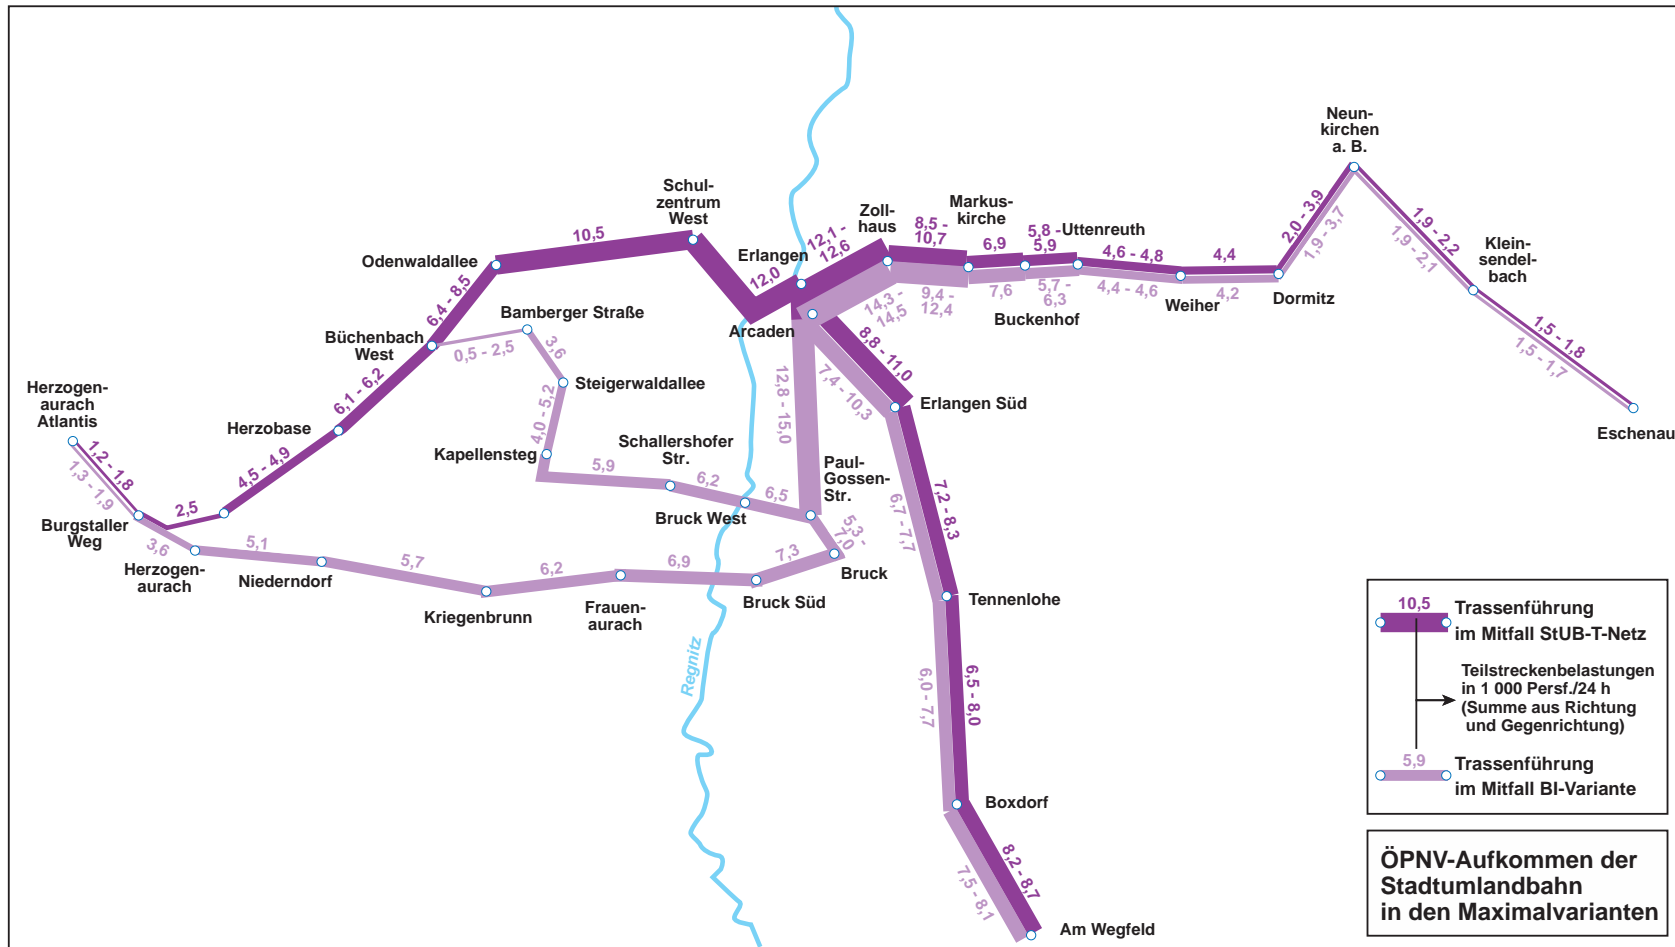 Neun-
kirchen
a. B.
Schul-
zentrum
West
Zoll-
haus
Markus-
kirche
Uttenreuth
Erlangen
Odenwaldallee
Klein-
sendel-
bach
Buckenhof
Weiher
Dormitz
Arcaden
Bamberger Straße
Büchenbach
West
Steigerwaldallee
Herzogen-
aurach
Atlantis
Herzobase
Erlangen Süd
Eschenau
Schallershofer
Str.
Kapellensteg
Paul-
Gossen-
Str.
Bruck West
Burgstaller
Weg
Herzogen-
aurach
Niederndorf
Kriegenbrunn
Frauen-
aurach
Bruck Süd
Bruck
Tennenlohe
Boxdorf
Am Wegfeld
Regnitz
10,5
12,0
12,1 -
12,6
8,5 -
10,7
6,9
5,8 -
5,9
4,6 - 4,8
4,4
2,0 - 3,9
1,9 - 2,2
1,5 - 1,8
6,4 - 8,5
6,1 - 6,2
4,5 - 4,9
2,5
1,2 - 1,8
8,8 - 11,0
7,2 - 8,3
6,5 - 8,0
8,2 - 8,7
14,3 -
14,5
9,4 -
12,4
7,6
5,7 -
6,3
4,4 - 4,6
4,2
1,9 - 3,7
1,9 - 2,1
1,5 - 1,7
0,5 - 2,5
3,6
4,0 - 5,2
5,9
6,2
6,5
12,8 - 15,0
7,4 - 10,3
5,3 -
7,0
7,3
6,9
6,2
5,7
5,1
3,6
1,3 - 1,9
6,7 - 7,7
6,0 - 7,7
7,5 - 8,1
10,5
Trassenführung
im Mitfall StUB-T-Netz
Teilstreckenbelastungen
in 1 000 Persf./24 h
(Summe aus Richtung
und Gegenrichtung)
5,9
Trassenführung
im Mitfall BI-Variante
ÖPNV-Aufkommen der
Stadtumlandbahn
in den Maximalvarianten